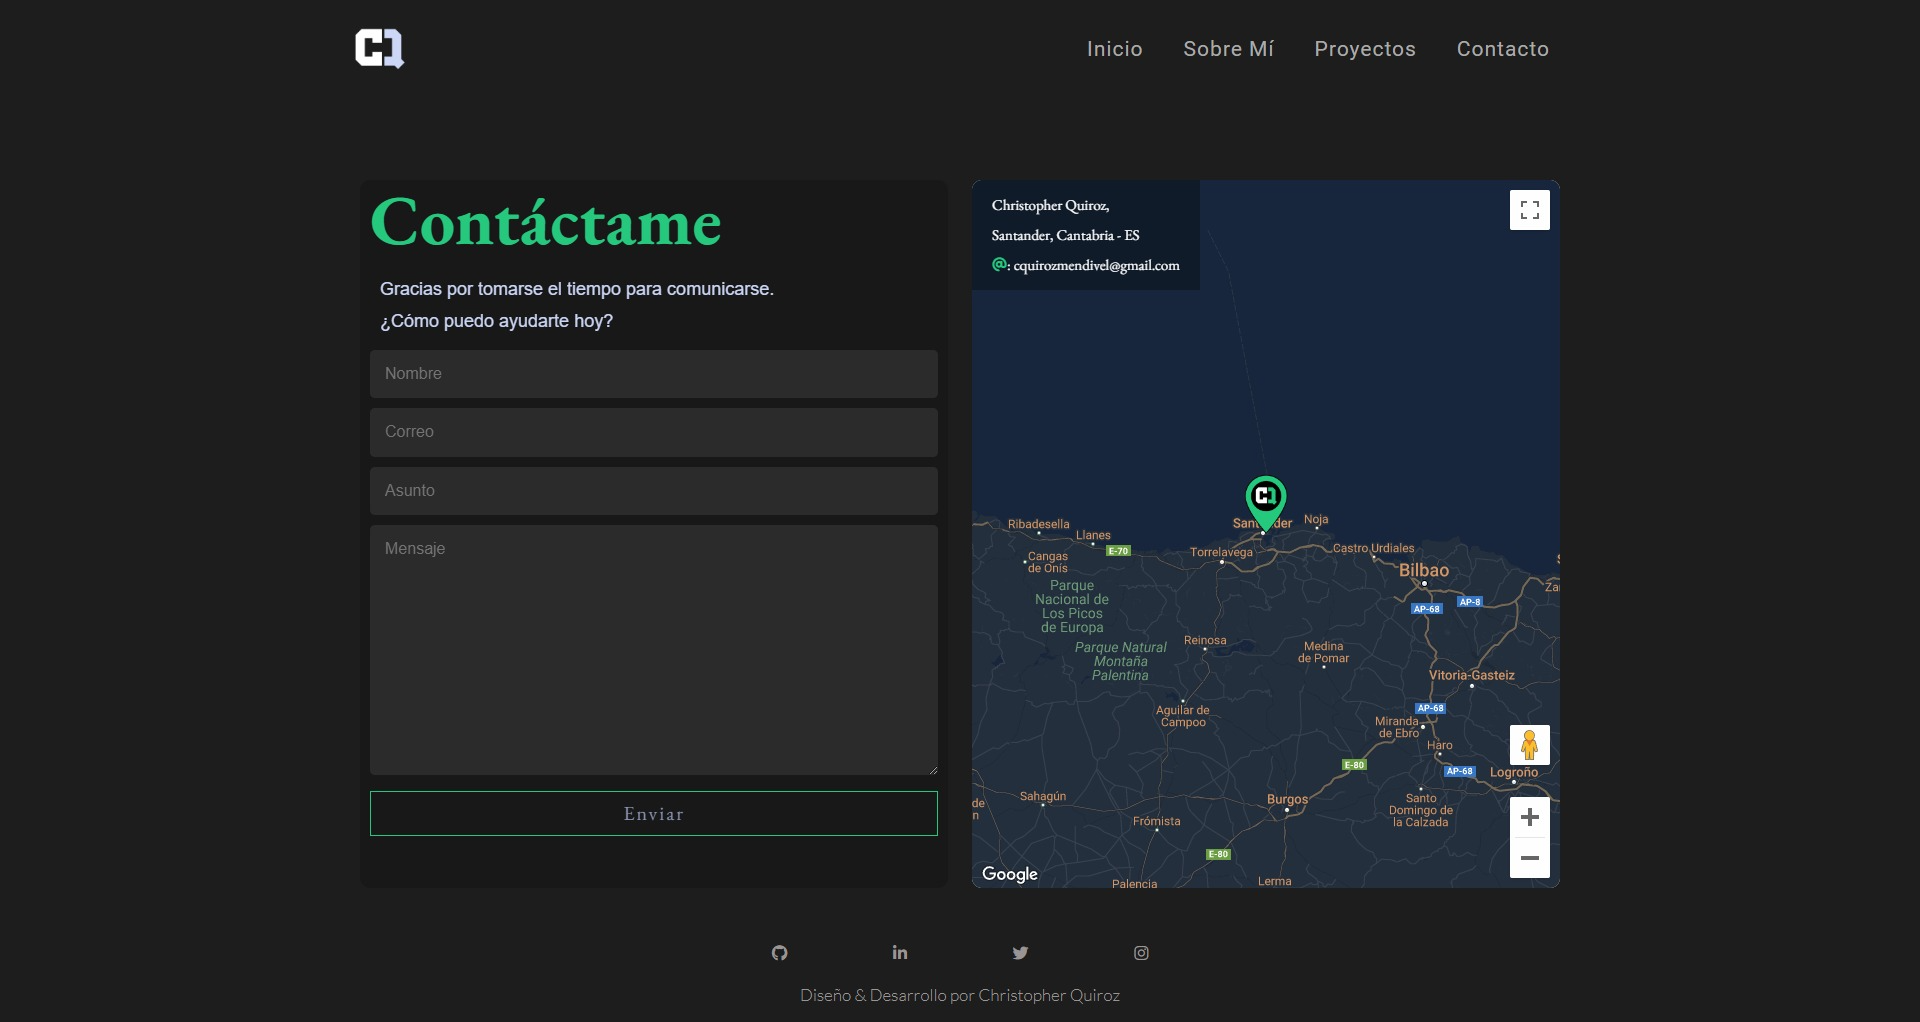 CQ
Inicio
Sobre Mí
Proyectos
Contacto
Contáctame
Gracias por tomarse el tiempo para comunicarse.
¿Cómo puedo ayudarte hoy?
Nombre
Correo
Asunto
Mensaje
Enviar
Christopher Quiroz,
Santander, Cantabria - ES
@: cquirozmendivel@gmail.com
CQ
Ribadesella
Llanes
E-70
Cangas
de Onís
Torrelavega
Noja
Castro Urdiales
Bilbao
AP-68
AP-8
Parque
Nacional de
Los Picos
de Europa
Parque Natural
Montaña
Palentina
Reinosa
Medina
de Pomar
Vitoria-Gasteiz
Aguilar de
Campoo
AP-68
Miranda
de Ebro
Haro
E-80
AP-68
Logroño
Sahagún
Burgos
Santo
Domingo de
la Calzada
Frómista
E-80
Palencia
Lerma
Google
Diseño & Desarrollo por Christopher Quiroz